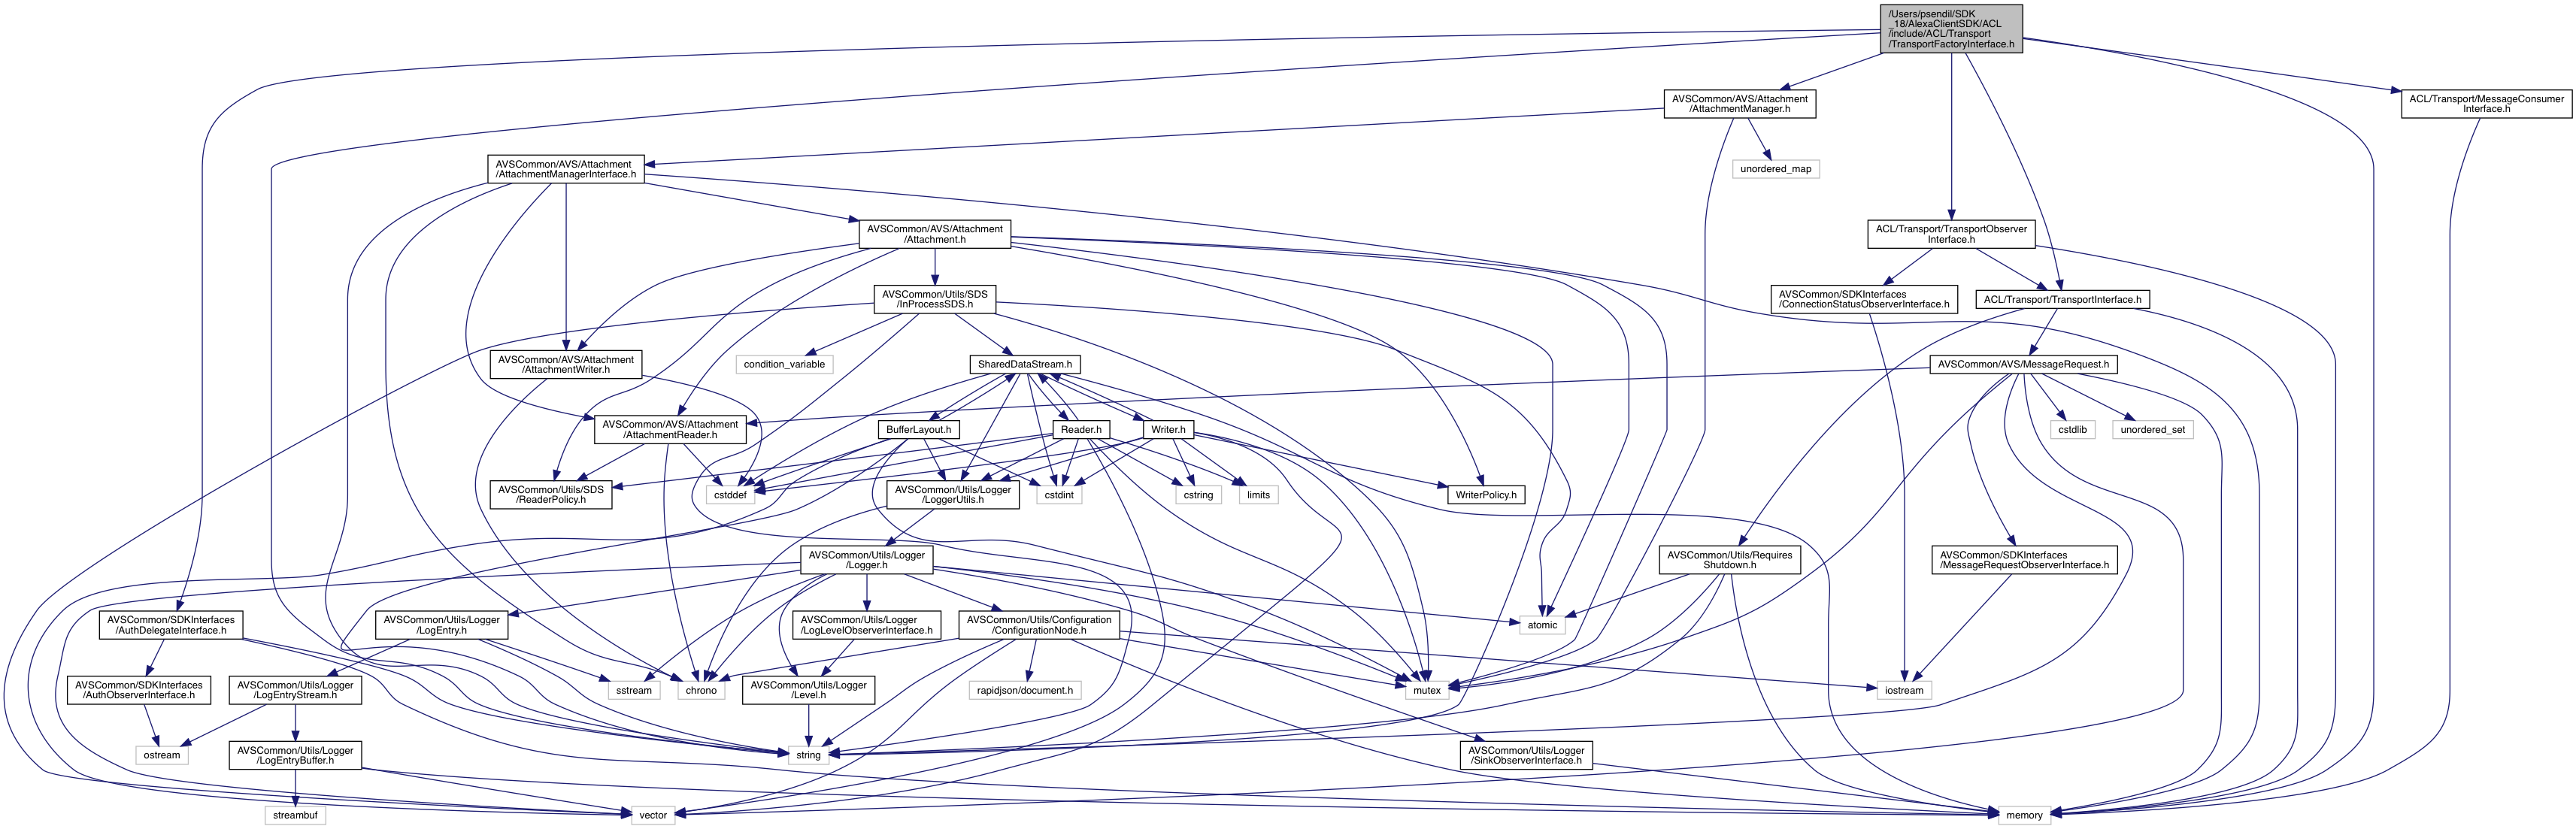 /Users/psendil/SDK
_18/AlexaClientSDK/ACL
/include/ACL/Transport
/TransportFactoryInterface.h
AVSCommon/AVS/Attachment
/AttachmentManager.h
ACL/Transport/MessageConsumer
Interface.h
AVSCommon/AVS/Attachment
/AttachmentManagerInterface.h
unordered_map
AVSCommon/AVS/Attachment
/Attachment.h
ACL/Transport/TransportObserver
Interface.h
AVSCommon/Utils/SDS
/InProcessSDS.h
AVSCommon/SDKInterfaces
/ConnectionStatusObserverInterface.h
ACL/Transport/TransportInterface.h
AVSCommon/AVS/Attachment
/AttachmentWriter.h
condition_variable
SharedDataStream.h
AVSCommon/AVS/MessageRequest.h
AVSCommon/AVS/Attachment
/AttachmentReader.h
BufferLayout.h
Reader.h
Writer.h
cstdlib
unordered_set
AVSCommon/Utils/SDS
/ReaderPolicy.h
cstddef
AVSCommon/Utils/Logger
/LoggerUtils.h
cstdint
cstring
limits
WriterPolicy.h
AVSCommon/Utils/Logger
/Logger.h
AVSCommon/Utils/Requires
Shutdown.h
AVSCommon/SDKInterfaces
/MessageRequestObserverInterface.h
AVSCommon/SDKInterfaces
/AuthDelegateInterface.h
AVSCommon/Utils/Logger
/LogEntry.h
AVSCommon/Utils/Logger
/LogLevelObserverInterface.h
AVSCommon/Utils/Configuration
/ConfigurationNode.h
atomic
AVSCommon/SDKInterfaces
/AuthObserverInterface.h
AVSCommon/Utils/Logger
/LogEntryStream.h
sstream
chrono
AVSCommon/Utils/Logger
/Level.h
rapidjson/document.h
mutex
iostream
ostream
AVSCommon/Utils/Logger
/LogEntryBuffer.h
string
AVSCommon/Utils/Logger
/SinkObserverInterface.h
streambuf
vector
memory